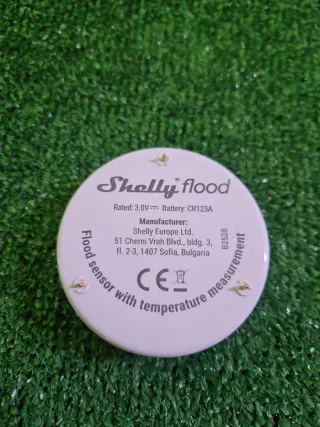 Shelly® flood
Rated: 3.0V⎓ Battery: CR123A
Manufacturer:
Shelly Europe Ltd.
51 Cherni Vrah Blvd., bldg. 3,
fl. 2-3, 1407 Sofia, Bulgaria
B2528
CE
Flood sensor with temperature measurement